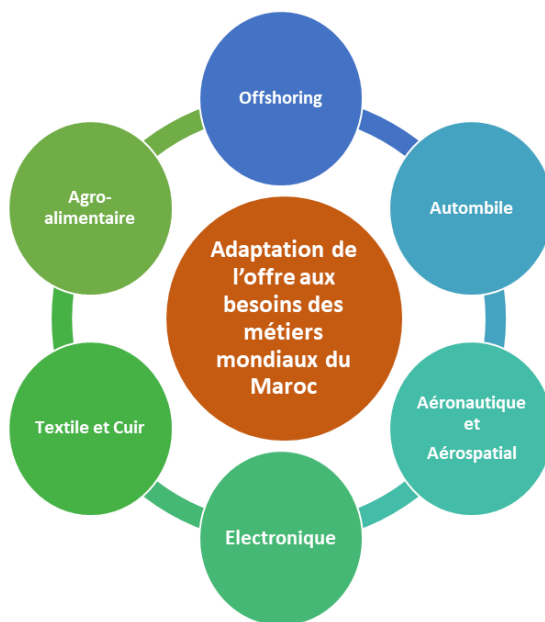 Offshoring
Autombile
Aéronautique
et
Aérospatial
Electronique
Textile et Cuir
Agro-
alimentaire
Adaptation de
l’offre aux
besoins des
métiers
mondiaux du
Maroc